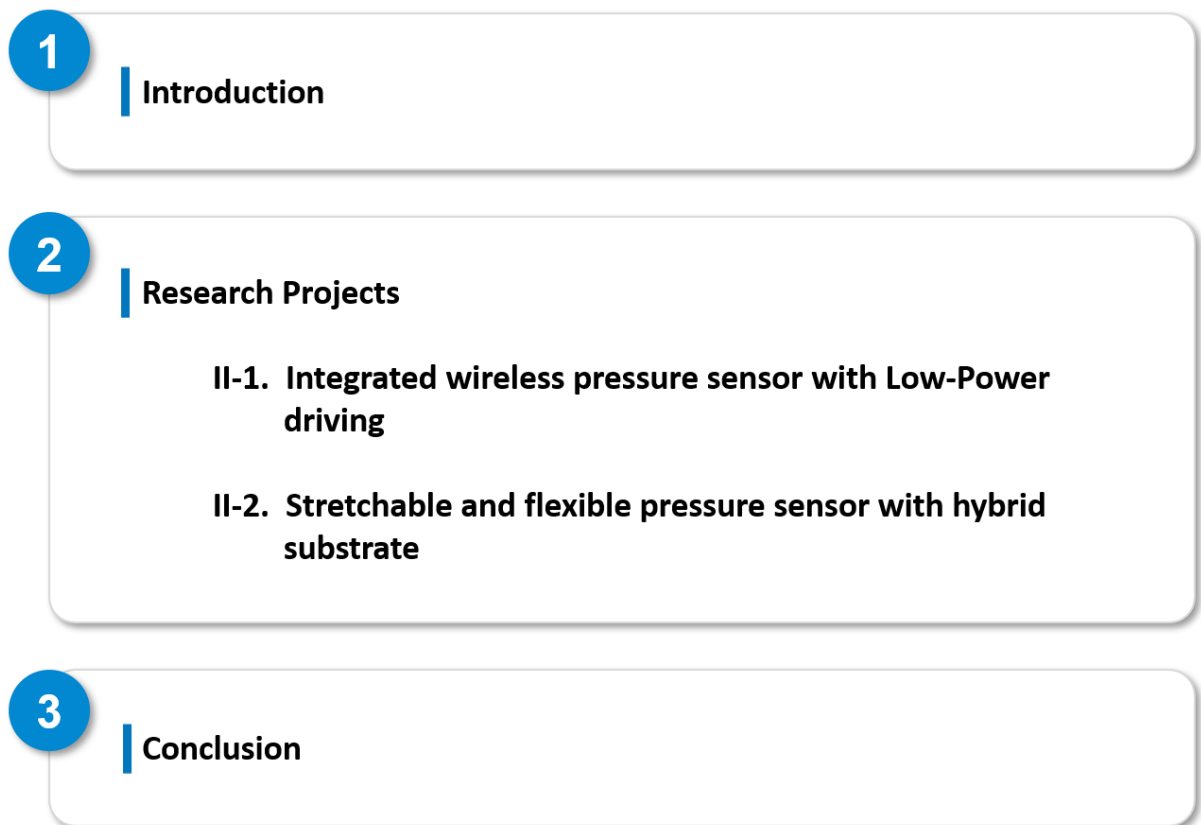 1
Introduction
2
Research Projects
II-1. Integrated wireless pressure sensor with Low-Power
driving
II-2. Stretchable and flexible pressure sensor with hybrid
substrate
3
Conclusion